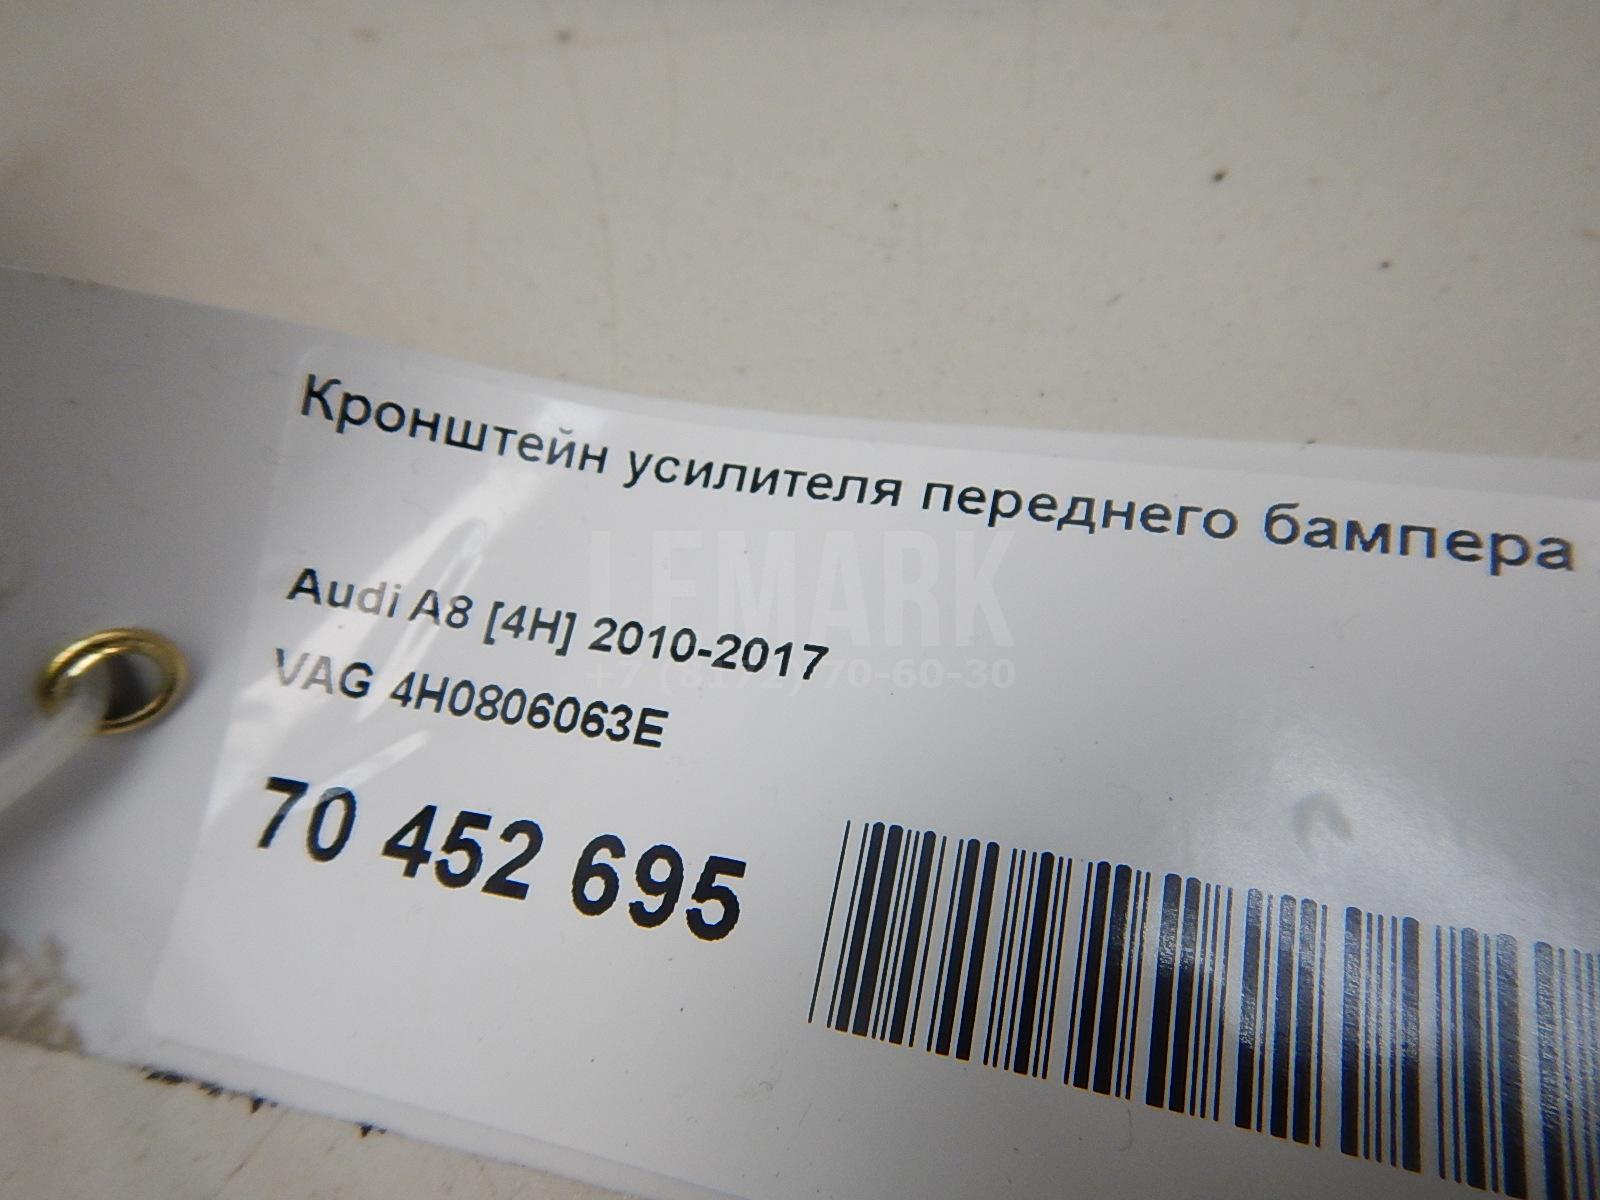 Кронштейн усилителя переднего бампера
Audi A8 [4H] 2010-2017
VAG 4H0806063E
70 452 695
LEMARK
+7 (8172) 70-60-30